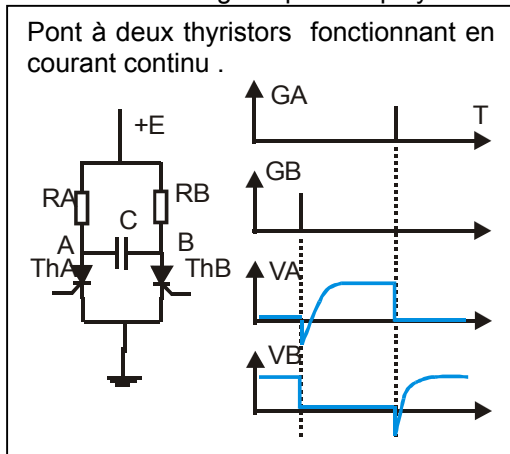 Pont à deux thyristors fonctionnant en
courant continu .
+E
RA
RB
C
A
B
ThA
ThB
GA
T
GB
VA
VB